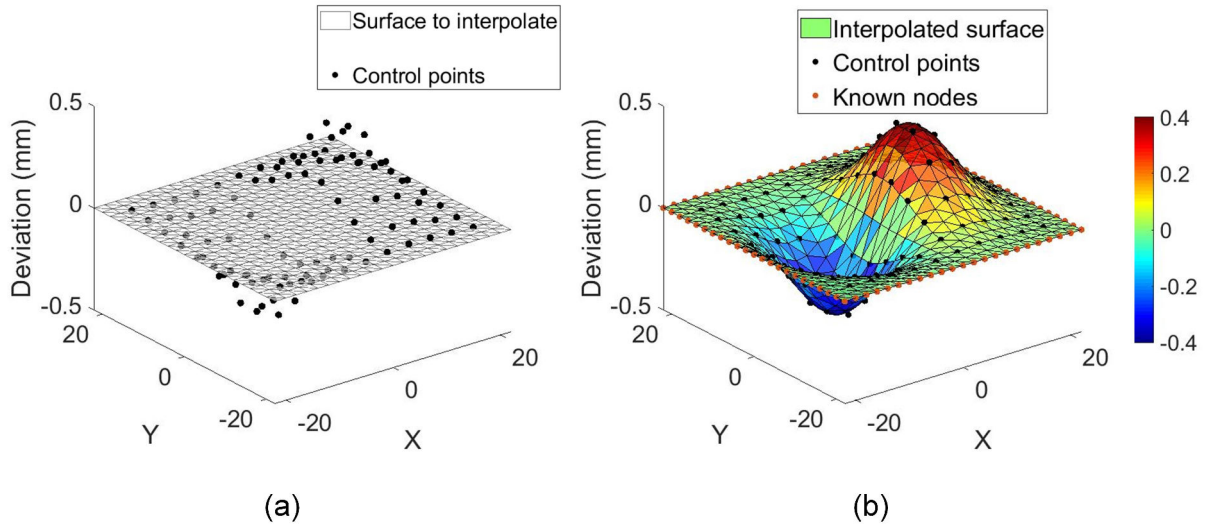 Surface to interpolate
Control points
0.5
0
-0.5
Deviation (mm)
20
0
-20
Y
-20
0
20
X
(a)
Interpolated surface
Control points
Known nodes
0.5
0
-0.5
Deviation (mm)
20
0
-20
Y
-20
0
20
X
0.4
0.2
0
-0.2
-0.4
(b)